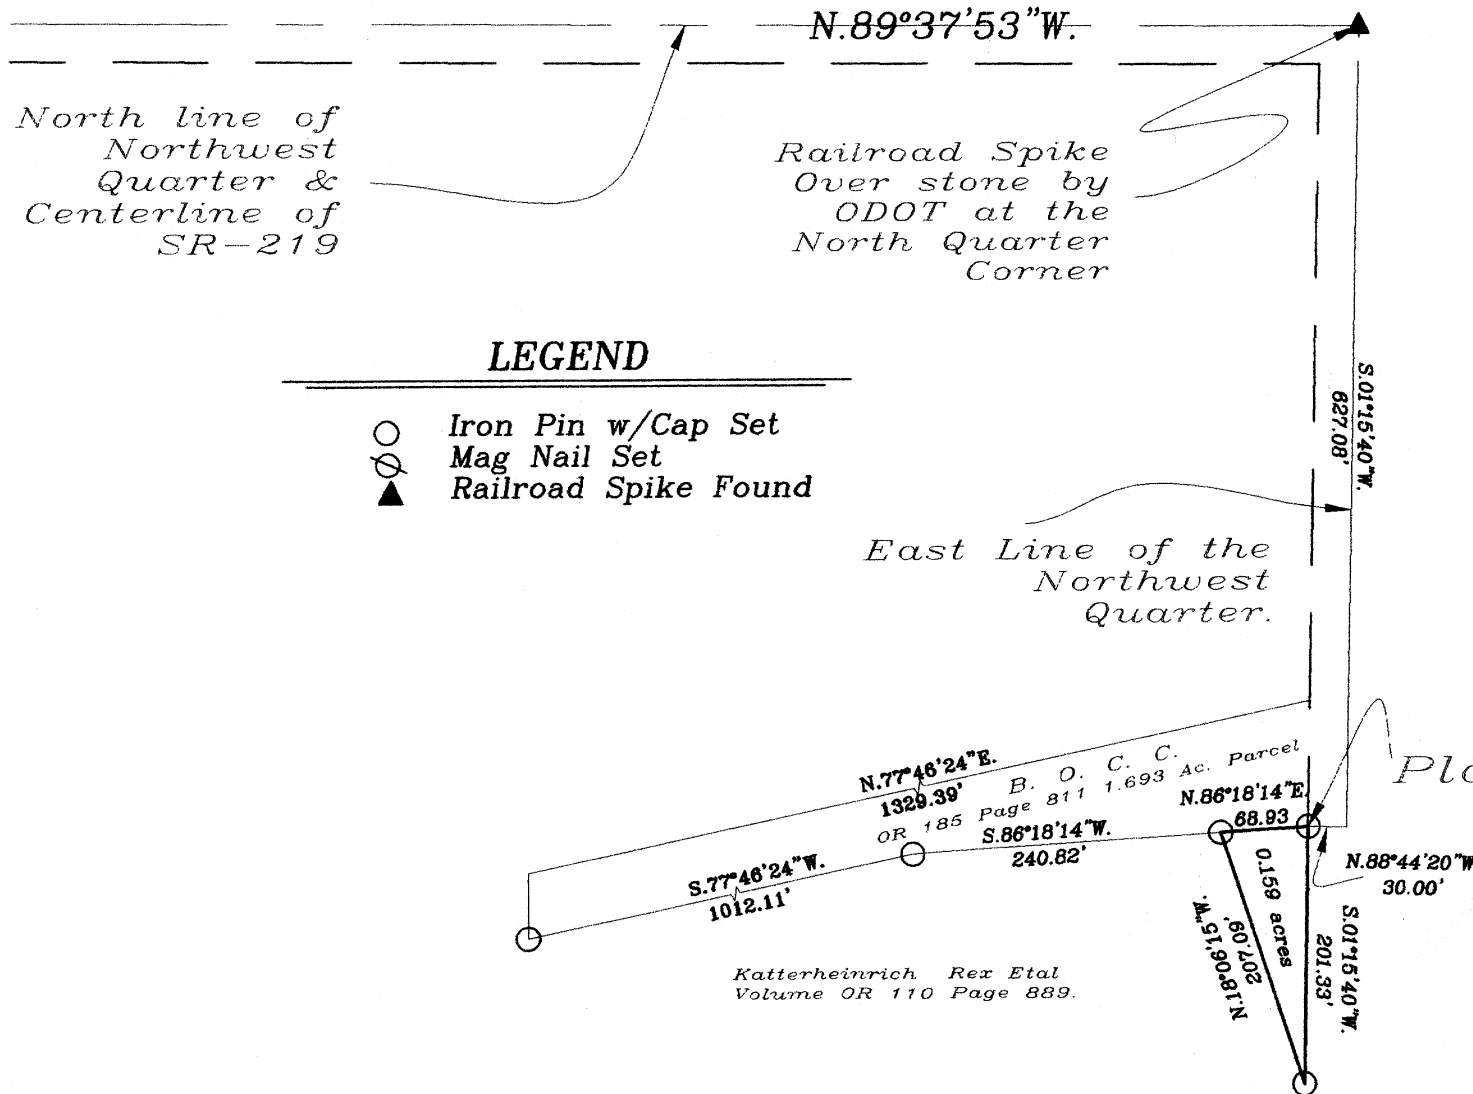 N.89°37'53"W.
North line of
Northwest
Quarter &
Centerline of
SR-219
Railroad Spike
Over stone by
ODOT at the
North Quarter
Corner
LEGEND
Iron Pin w/Cap Set
Mag Nail Set
Railroad Spike Found
S.01°15'40"W.
627.08'
East Line of the
Northwest
Quarter.
N.77°46'24"E.
1329.39'
B. O. C. C.
OR 185 Page 811 1.693 Ac. Parcel
N.86°18'14"E.
68.93
S.86°18'14"W.
240.82'
S.77°46'24"W.
1012.11'
N.88°44'20"W
30.00'
0.159 acres
N.18°06'15"W.
207.09'
S.01°15'40"W.
201.33'
Katterheinrich Rex Etal
Volume OR 110 Page 889.